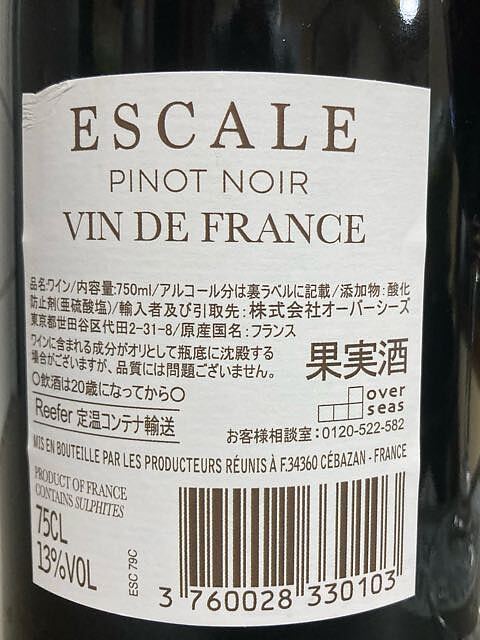 ESCALE
PINOT NOIR
VIN DE FRANCE
品名:ワイン/内容量:750ml/アルコール分は裏ラベルに記載/添加物:酸化
防止剤(亜硫酸塩)/輸入者及び引取先:株式会社オーバーシーズ
東京都世田谷区代田2-31-8/原産国名:フランス
ワインに含まれる成分がオリとして瓶底に沈殿する
場合がございますが、品質には問題ございません。
果実酒
〇飲酒は20歳になってから〇
Reefer 定温コンテナ輸送
over
seas
お客様相談室:0120-522-582
MIS EN BOUTEILLE PAR LES PRODUCTEURS RÉUNIS À F.34360 CÉBAZAN - FRANCE
PRODUCT OF FRANCE
CONTAINS SULPHITES
75CL
13%VOL
ESC 79C
3 760028 330103